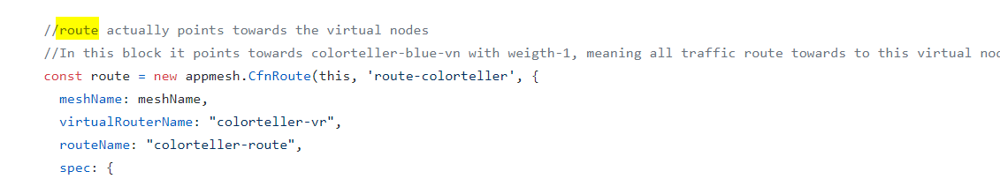 //route actually points towards the virtual nodes
//In this block it points towards colorteller-blue-vn with weigth-1, meaning all traffic route towards to this virtual
const route = new appmesh.CfnRoute(this, 'route-colorteller', {
meshName: meshName,
virtualRouterName: "colorteller-vr",
routeName: "colorteller-route",
spec: {